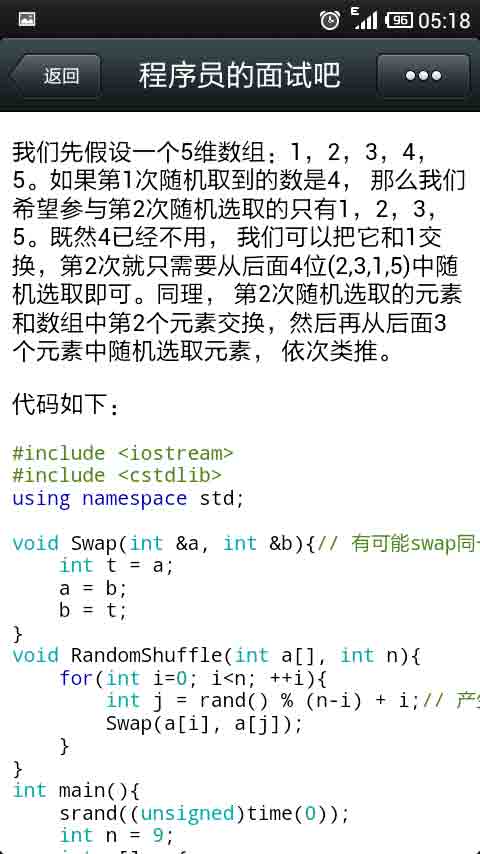 E 96 05:18
返回 程序员的面试吧
我们先假设一个5维数组：1，2，3，4，
5。如果第1次随机取到的数是4， 那么我们
希望参与第2次随机选取的只有1，2，3，
5。既然4已经不用， 我们可以把它和1交
换，第2次就只需要从后面4位(2,3,1,5)中随
机选取即可。同理， 第2次随机选取的元素
和数组中第2个元素交换，然后再从后面3
个元素中随机选取元素， 依次类推。
代码如下：
#include <iostream>
#include <cstdlib>
using namespace std;
void Swap(int &a, int &b){// 有可能swap同
    int t = a;
    a = b;
    b = t;
}
void RandomShuffle(int a[], int n){
    for(int i=0; i<n; ++i){
        int j = rand() % (n-i) + i;// 产
        Swap(a[i], a[j]);
    }
}
int main(){
    srand((unsigned)time(0));
    int n = 9;